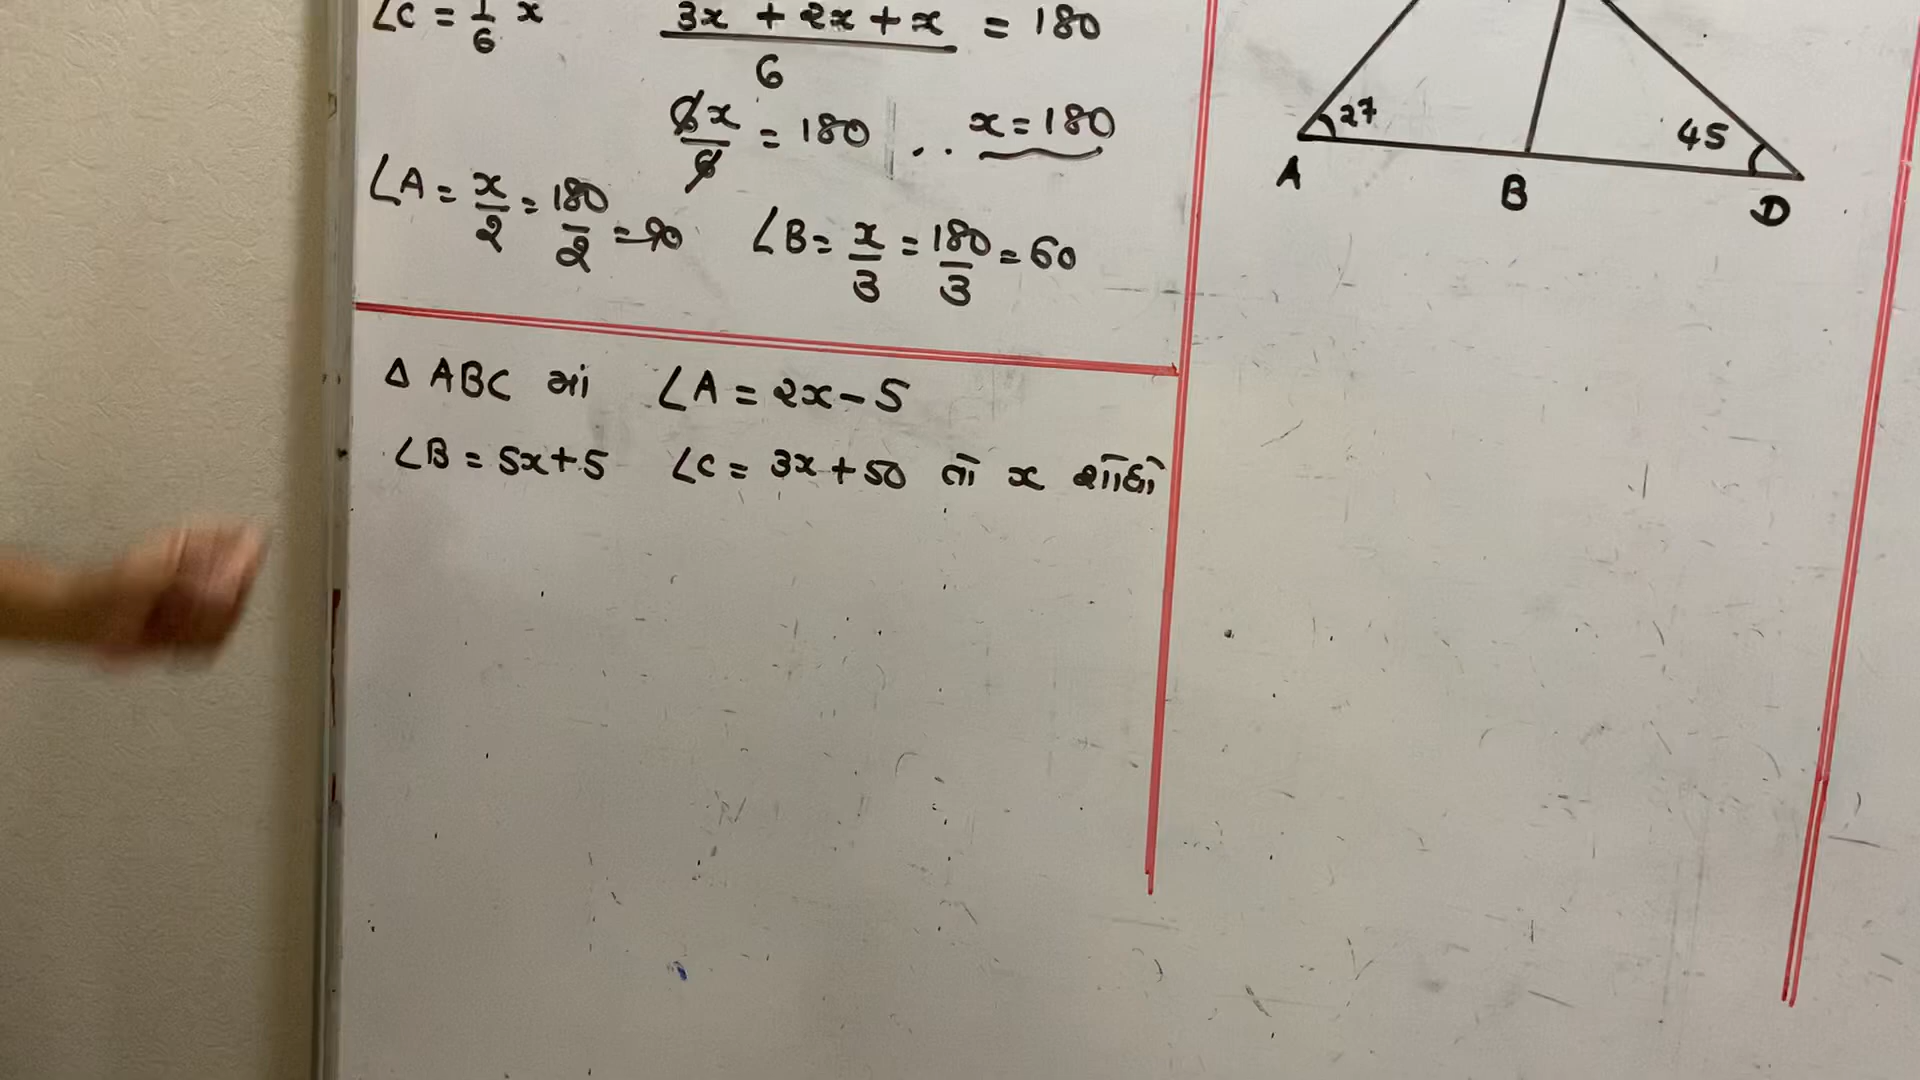 ∠C = 1/6 x
3x + 2x + x / 6 = 180
6x/6 = 180 ∴ x = 180
∠A = x/2 = 180/2 = 90
∠B = x/3 = 180/3 = 60
Δ ABC માં ∠A = 2x - 5
∠B = 5x + 5 ∠C = 3x + 50 તો x શોધો
27
45
A
B
D